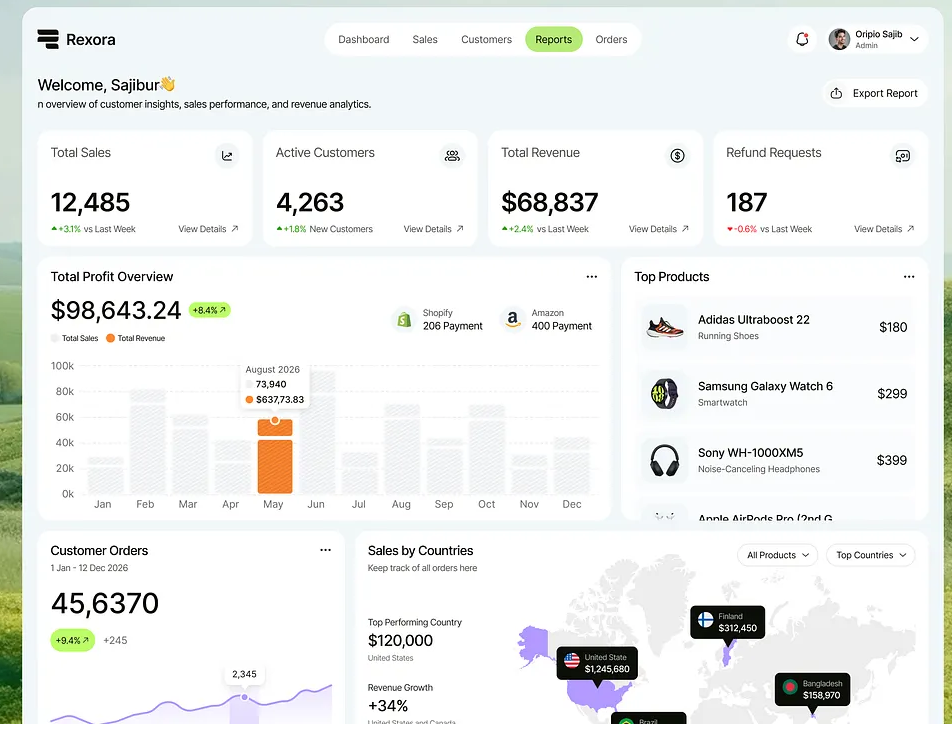 Rexora
Dashboard
Sales
Customers
Reports
Orders
Oripio Sajib
Admin
Welcome, Sajibur👋
n overview of customer insights, sales performance, and revenue analytics.
Export Report
Total Sales
12,485
+3.1% vs Last Week
View Details
Active Customers
4,263
+1.8% New Customers
View Details
Total Revenue
$68,837
+2.4% vs Last Week
View Details
Refund Requests
187
-0.6% vs Last Week
View Details
Total Profit Overview
$98,643.24
+8.4%
Total Sales
Total Revenue
Shopify
206 Payment
Amazon
400 Payment
100k
80k
60k
40k
20k
0k
August 2026
73,940
$637,73.83
Jan
Feb
Mar
Apr
May
Jun
Jul
Aug
Sep
Oct
Nov
Dec
Top Products
Adidas Ultraboost 22
Running Shoes
$180
Samsung Galaxy Watch 6
Smartwatch
$299
Sony WH-1000XM5
Noise-Canceling Headphones
$399
Apple AirPods Pro (2nd G
Customer Orders
1 Jan - 12 Dec 2026
45,6370
+9.4%
+245
2,345
Sales by Countries
Keep track of all orders here
All Products
Top Countries
Top Performing Country
$120,000
United States
Revenue Growth
+34%
United States and Canada
Finland
$312,450
United State
$1,245,680
Bangladesh
$158,970
Brazil